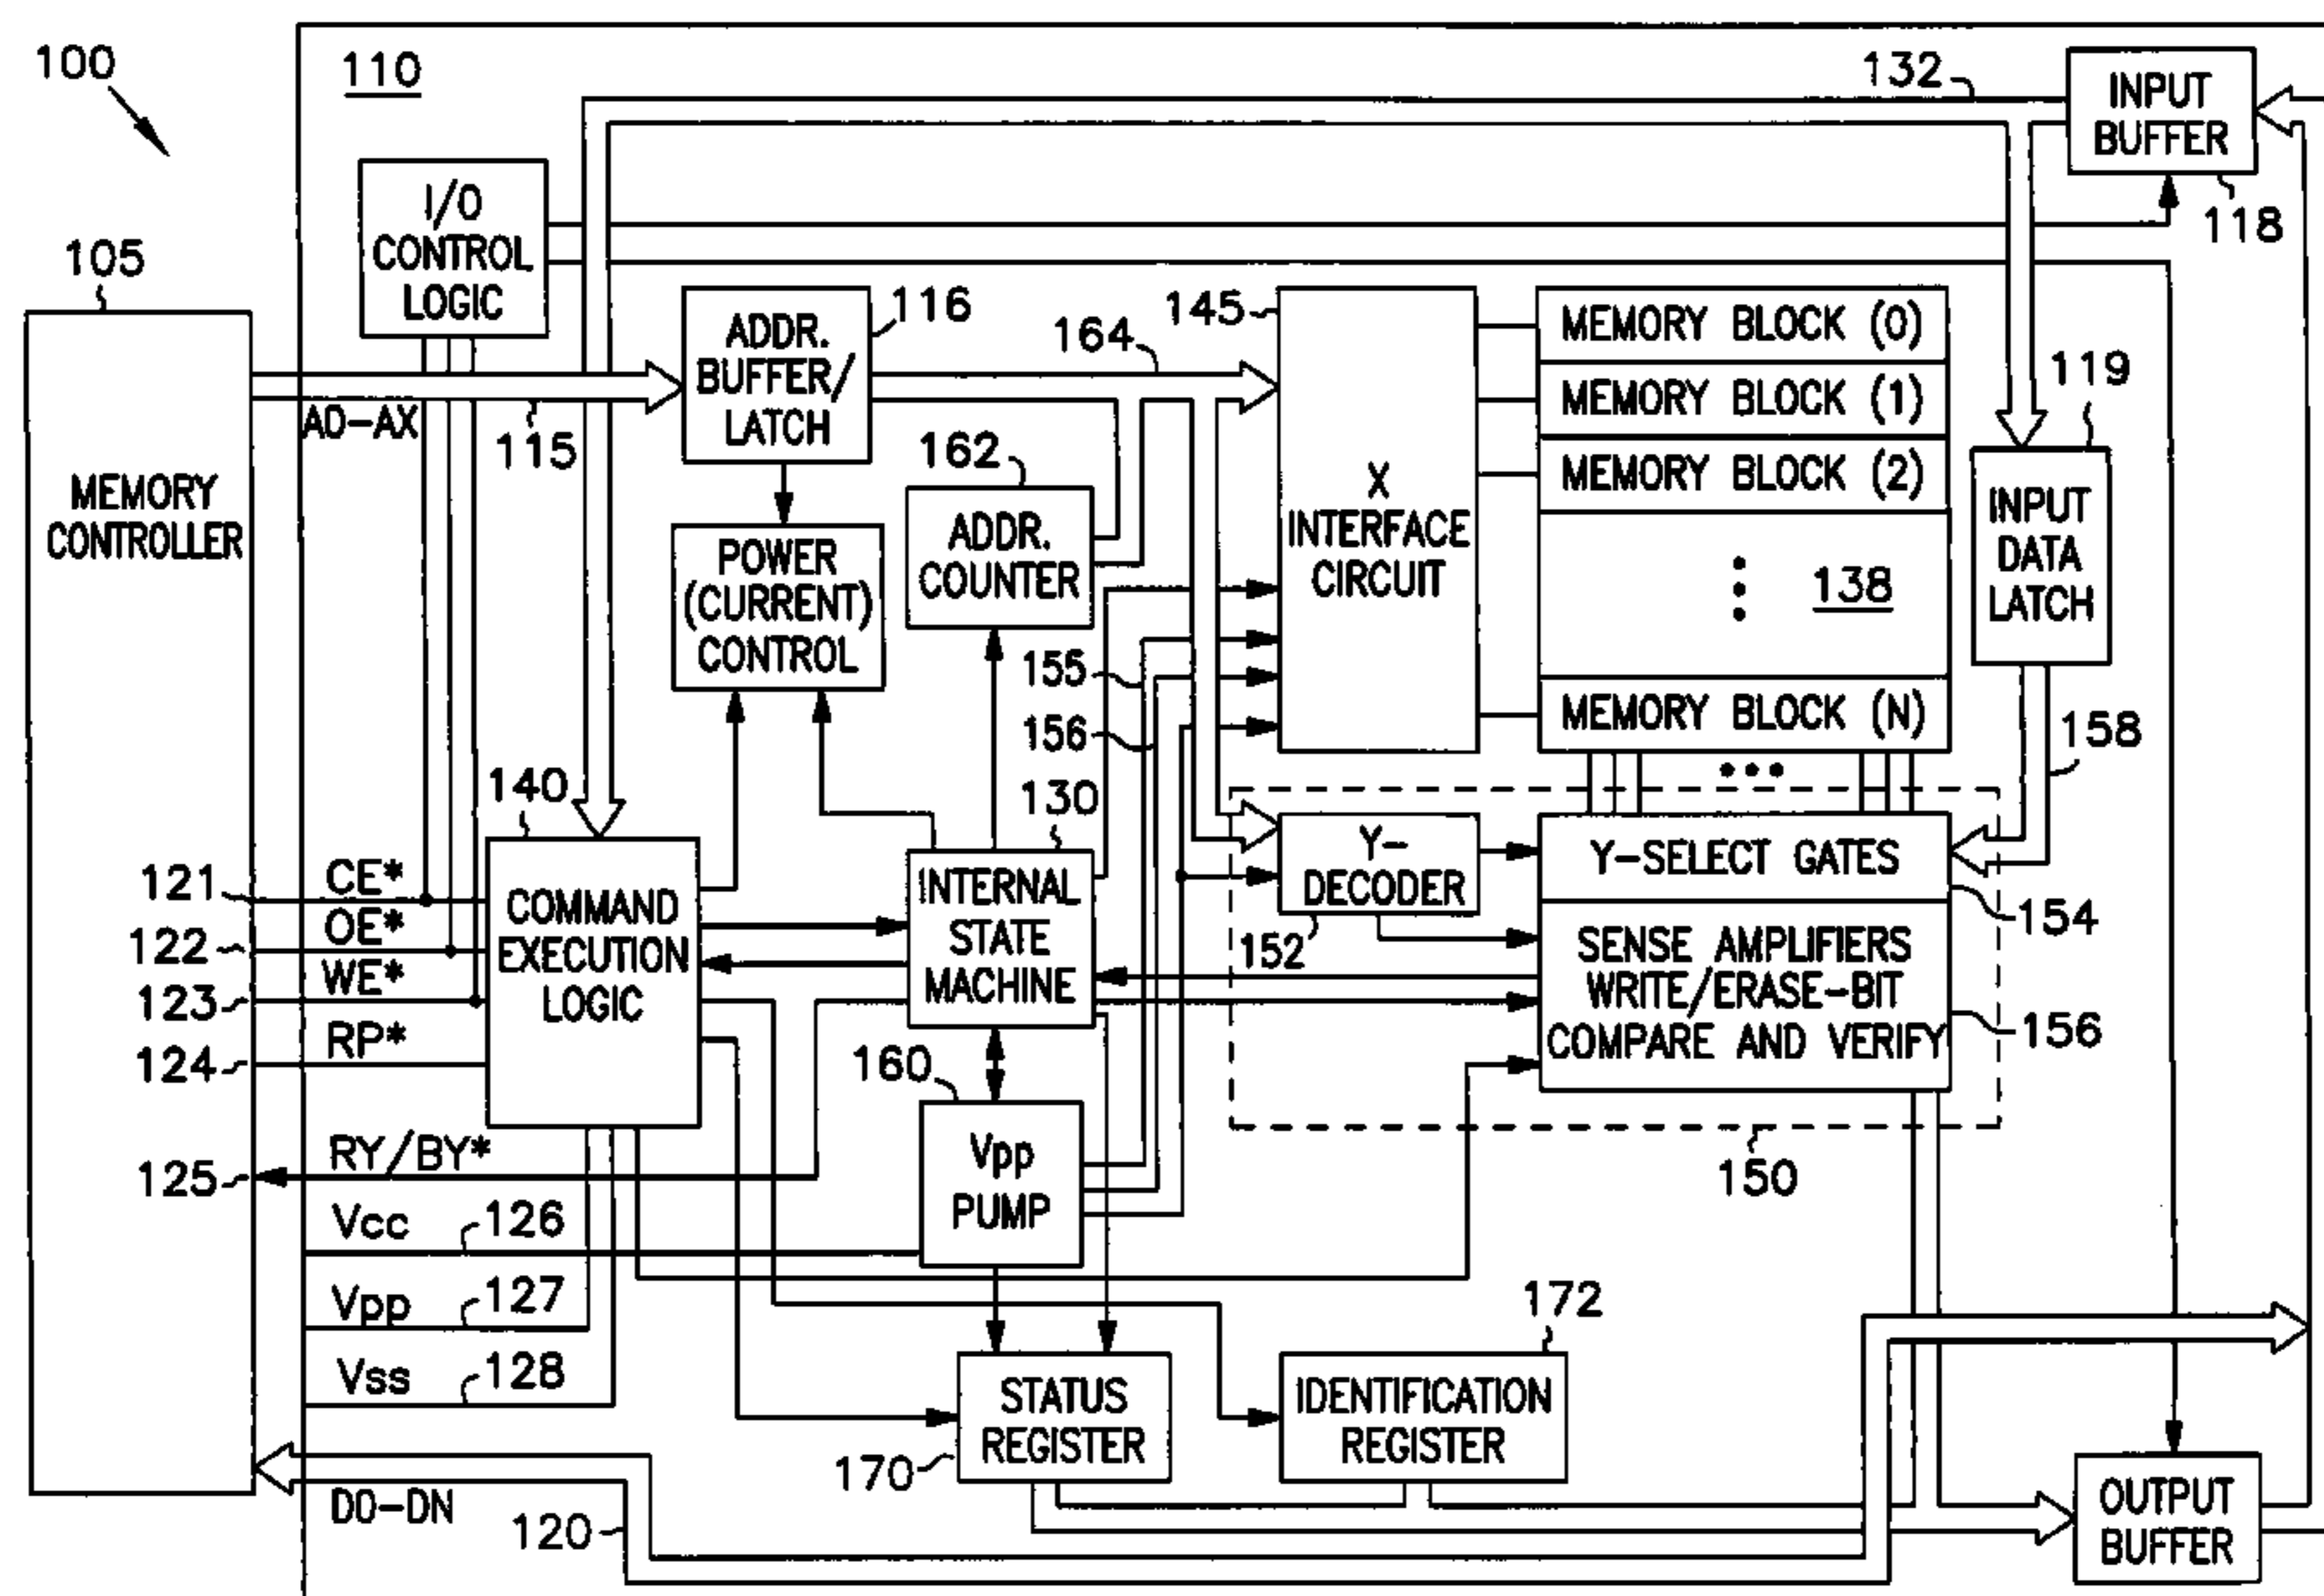 100
110
132
INPUT
BUFFER
118
I/O
CONTROL
LOGIC
105
MEMORY
CONTROLLER
A0-AX
115
ADDR.
BUFFER/
LATCH
116
164
145
X
INTERFACE
CIRCUIT
MEMORY BLOCK (0)
MEMORY BLOCK (1)
MEMORY BLOCK (2)
138
MEMORY BLOCK (N)
119
INPUT
DATA
LATCH
158
162
ADDR.
COUNTER
POWER
(CURRENT)
CONTROL
155
156
140
COMMAND
EXECUTION
LOGIC
130
INTERNAL
STATE
MACHINE
Y-
DECODER
152
Y-SELECT GATES
154
SENSE AMPLIFIERS
WRITE/ERASE-BIT
COMPARE AND VERIFY
156
150
121
CE*
122
OE*
123
WE*
124
RP*
125
RY/BY*
160
Vpp
PUMP
Vcc
126
Vpp
127
Vss
128
STATUS
REGISTER
170
172
IDENTIFICATION
REGISTER
D0-DN
120
OUTPUT
BUFFER